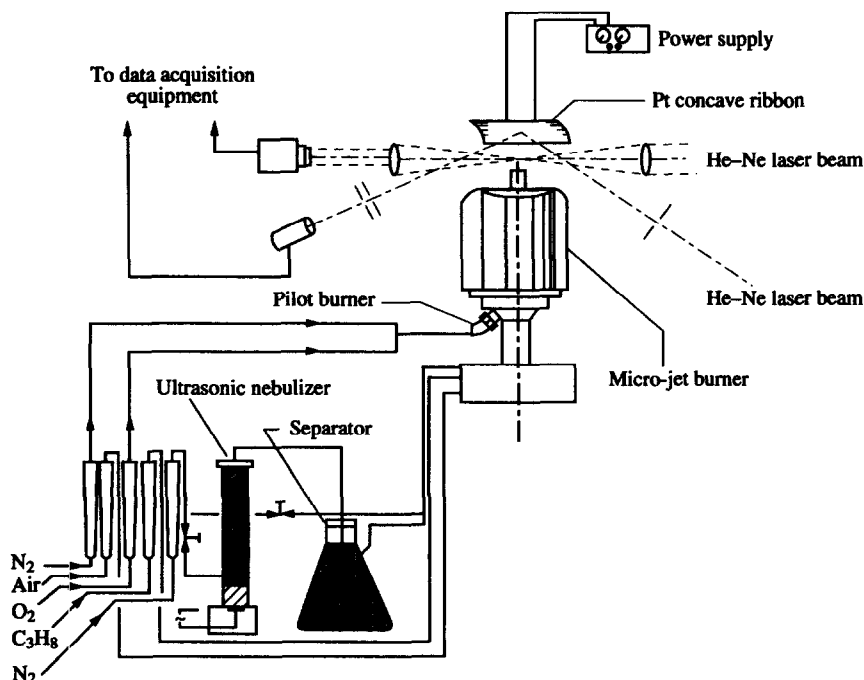 Power supply
To data acquisition
equipment
Pt concave ribbon
He–Ne laser beam
He–Ne laser beam
Pilot burner
Micro-jet burner
Ultrasonic nebulizer
Separator
N2
Air
O2
C3H8
N2